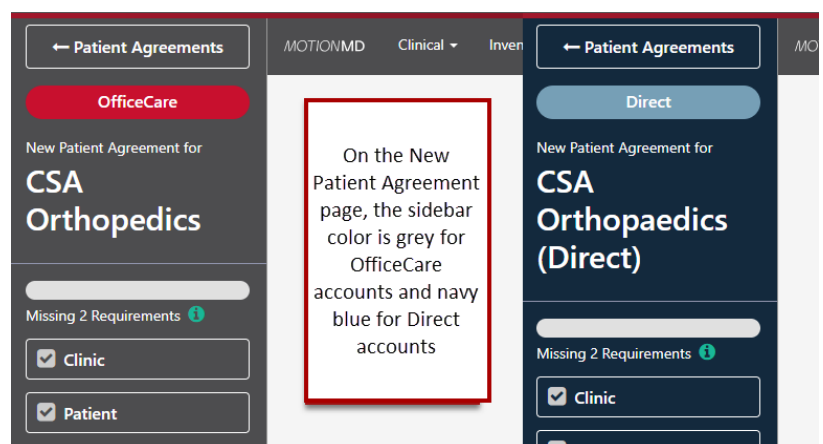 ← Patient Agreements
OfficeCare
New Patient Agreement for
CSA
Orthopedics
Missing 2 Requirements
Clinic
Patient
MOTIONMD Clinical Inven
On the New
Patient Agreement
page, the sidebar
color is grey for
OfficeCare
accounts and navy
blue for Direct
accounts
← Patient Agreements
Direct
New Patient Agreement for
CSA
Orthopaedics
(Direct)
Missing 2 Requirements
Clinic
MO